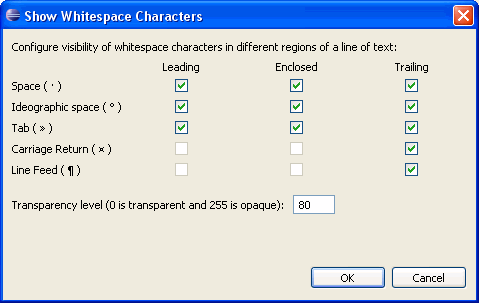 Show Whitespace Characters
Configure visibility of whitespace characters in different regions of a line of text:
Leading Enclosed Trailing
Space ( · )
Ideographic space ( ° )
Tab ( » )
Carriage Return ( ¤ )
Line Feed ( ¶ )
Transparency level (0 is transparent and 255 is opaque): 80
OK Cancel